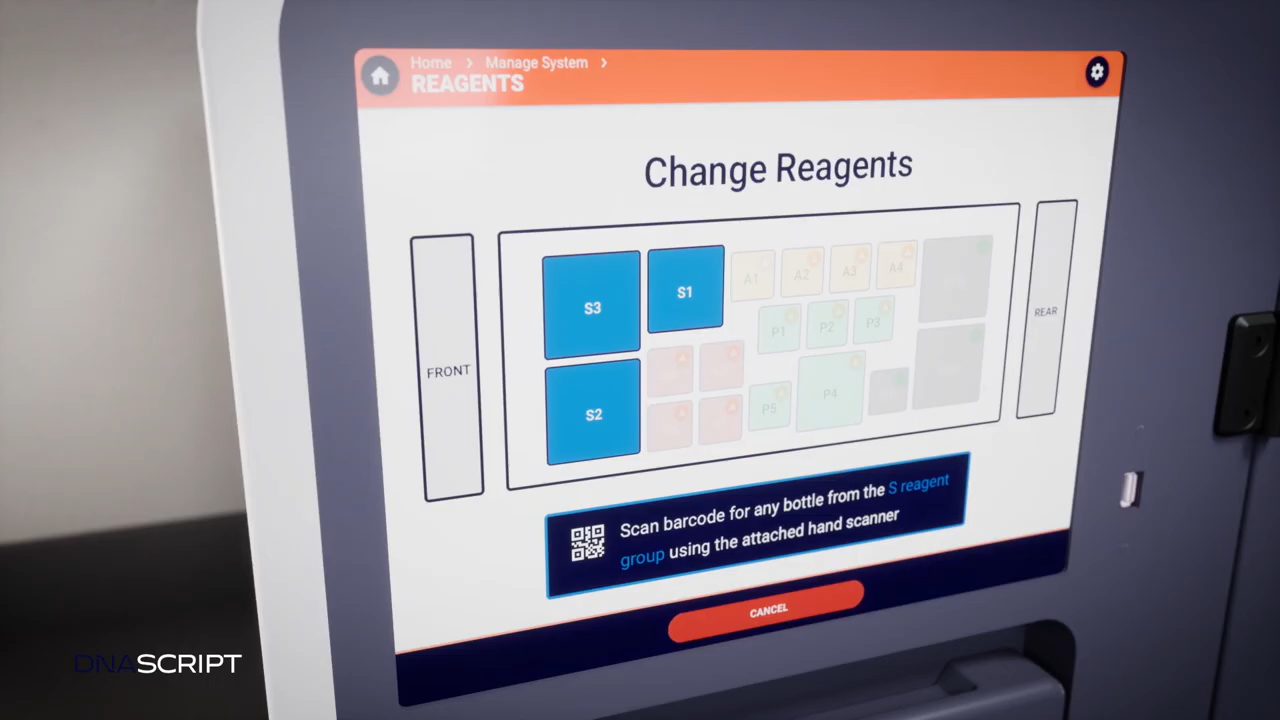 Home > Manage System >
REAGENTS
Change Reagents
FRONT
S3
S1
S2
A1
A2
A3
A4
P1
P2
P3
P4
P5
REAR
Scan barcode for any bottle from the S reagent
group using the attached hand scanner
CANCEL
DNASCRIPT